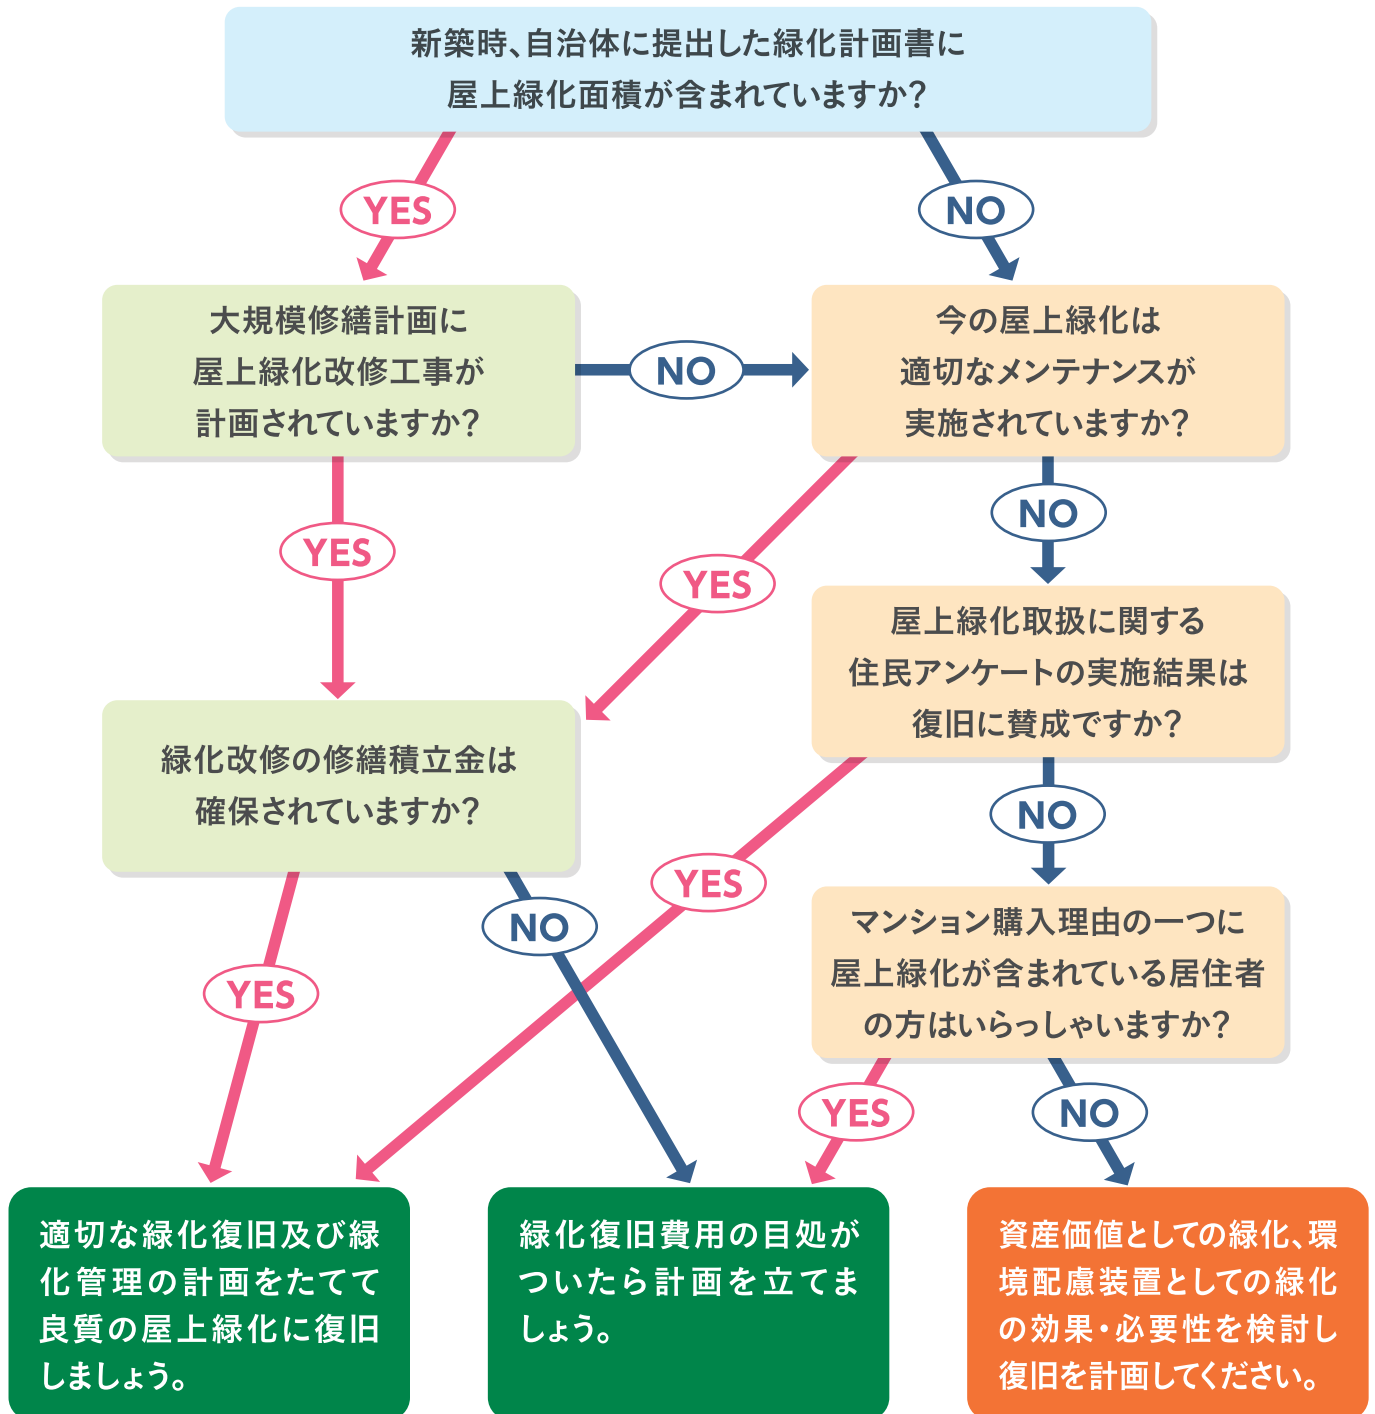 新築時、自治体に提出した緑化計画書に
屋上緑化面積が含まれていますか？
YES
NO
大規模修繕計画に
屋上緑化改修工事が
計画されていますか？
NO
今の屋上緑化は
適切なメンテナンスが
実施されていますか？
YES
YES
NO
屋上緑化取扱に関する
住民アンケートの実施結果は
復旧に賛成ですか？
緑化改修の修繕積立金は
確保されていますか？
YES
NO
YES
NO
マンション購入理由の一つに
屋上緑化が含まれている居住者
の方はいらっしゃいますか？
YES
NO
適切な緑化復旧及び緑
化管理の計画をたてて
良質の屋上緑化に復旧
しましょう。
緑化復旧費用の目処が
ついたら計画を立てま
しょう。
資産価値としての緑化、環
境配慮装置としての緑化
の効果・必要性を検討し
復旧を計画してください。